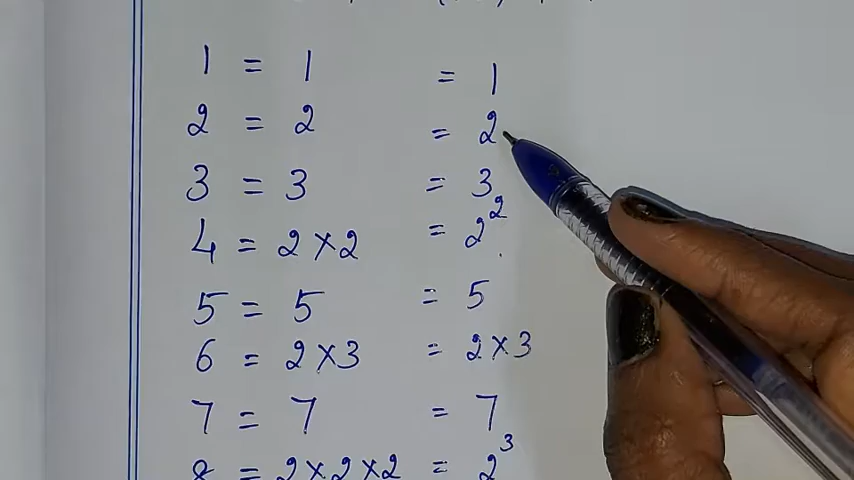 1 = 1 = 1
2 = 2 = 2
3 = 3 = 3
4 = 2×2 = 2²
5 = 5 = 5
6 = 2×3 = 2×3
7 = 7 = 7
8 = 2×2×2 = 2³